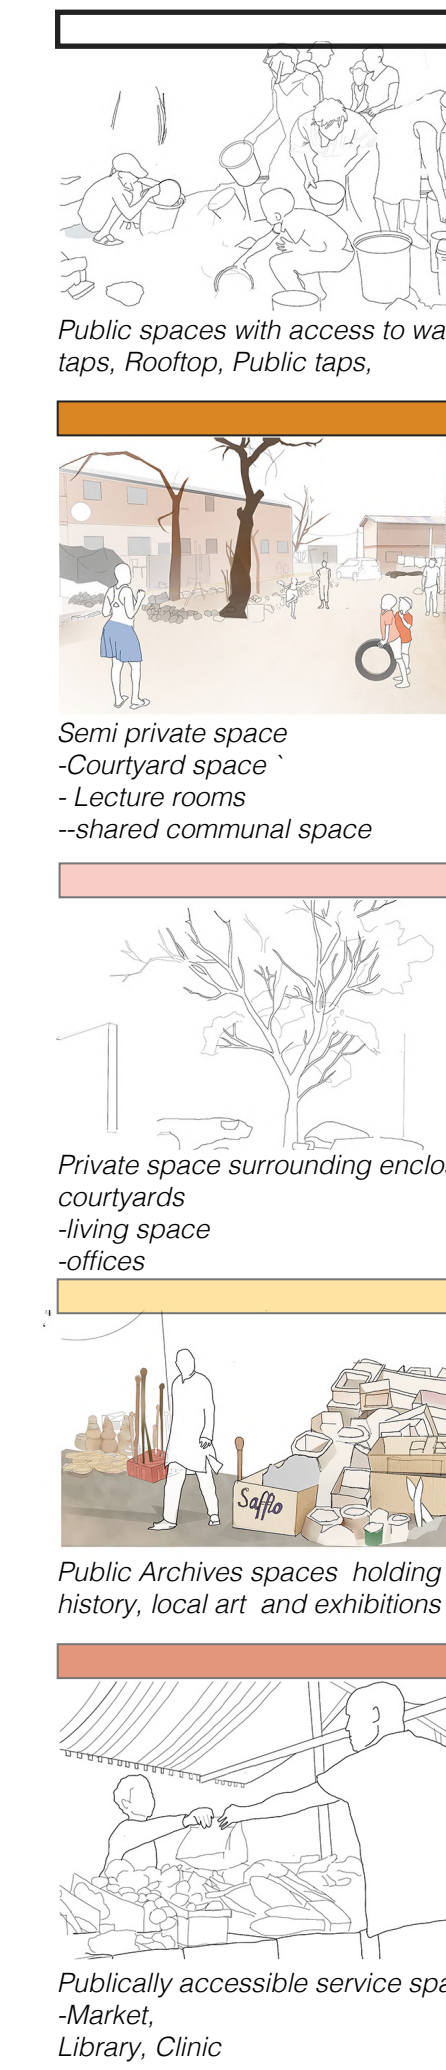 Public spaces with access to wa
taps, Rooftop, Public taps,
Semi private space
-Courtyard space `
- Lecture rooms
--shared communal space
Private space surrounding enclo
courtyards
-living space
-offices
Safflo
Public Archives spaces holding
history, local art and exhibitions
Publically accessible service spa
-Market,
Library, Clinic